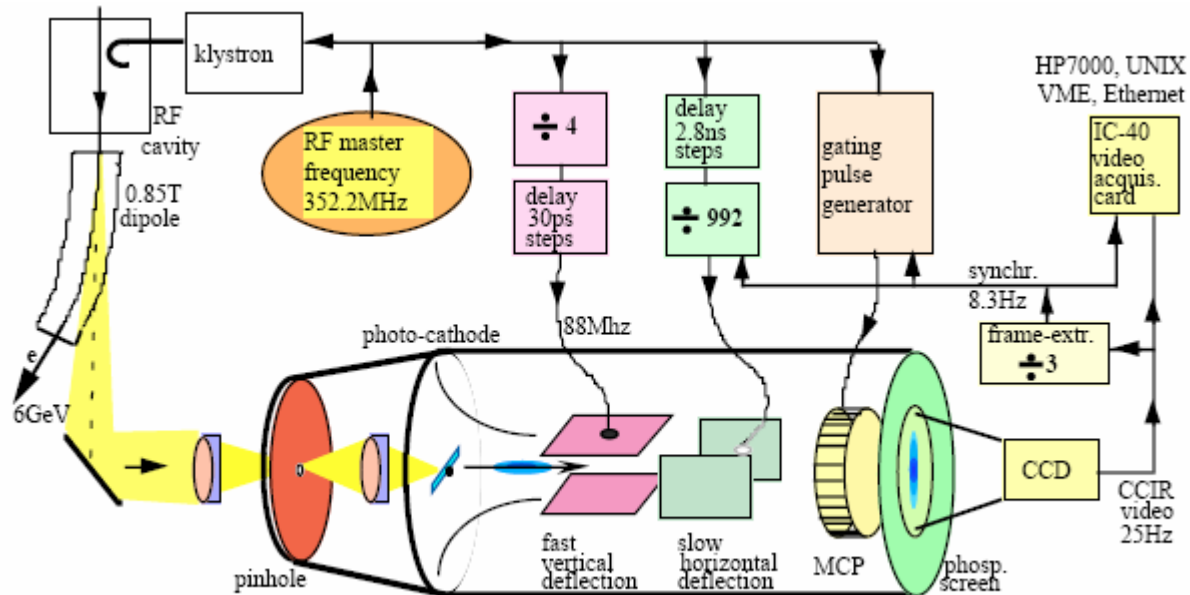 klystron
RF
cavity
RF master
frequency
352.2MHz
÷ 4
delay
30ps
steps
delay
2.8ns
steps
÷ 992
gating
pulse
generator
HP7000, UNIX
VME, Ethernet
IC-40
video
acquis.
card
0.85T
dipole
synchr.
8.3Hz
frame-extr.
÷3
88Mhz
photo-cathode
e
6GeV
CCD
CCIR
video
25Hz
pinhole
fast
vertical
deflection
slow
horizontal
deflection
MCP
phosp.
screen